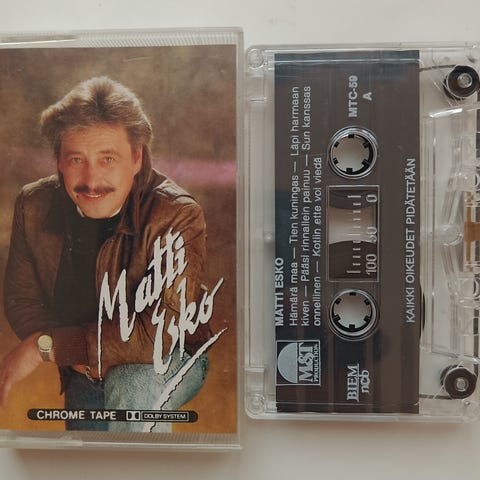 Matti
Esko
CHROME TAPE DOLBY SYSTEM
MATTI ESKO
Hämärä maa — Tien kuningas — Läpi harmaan
kiven — Pääsi rinnallein painuu — Sun kanssas
onnellinen — Kotiin ette voi viedä
MTC-59
A
100 50 0
M&T
PRODUCTION
BIEM
ncb
KAIKKI OIKEUDET PIDÄTETÄÄN